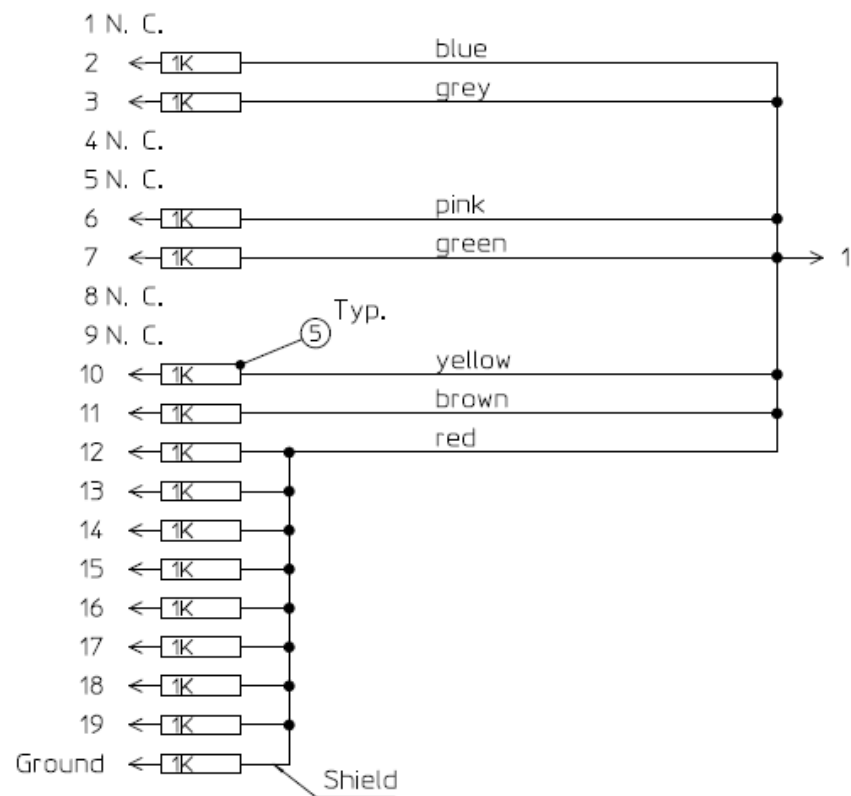 1 N. C.
2 1K blue
3 1K grey
4 N. C.
5 N. C.
6 1K pink
7 1K green 1
8 N. C.
9 N. C. 5 Typ.
10 1K yellow
11 1K brown
12 1K red
13 1K
14 1K
15 1K
16 1K
17 1K
18 1K
19 1K
Ground 1K
Shield